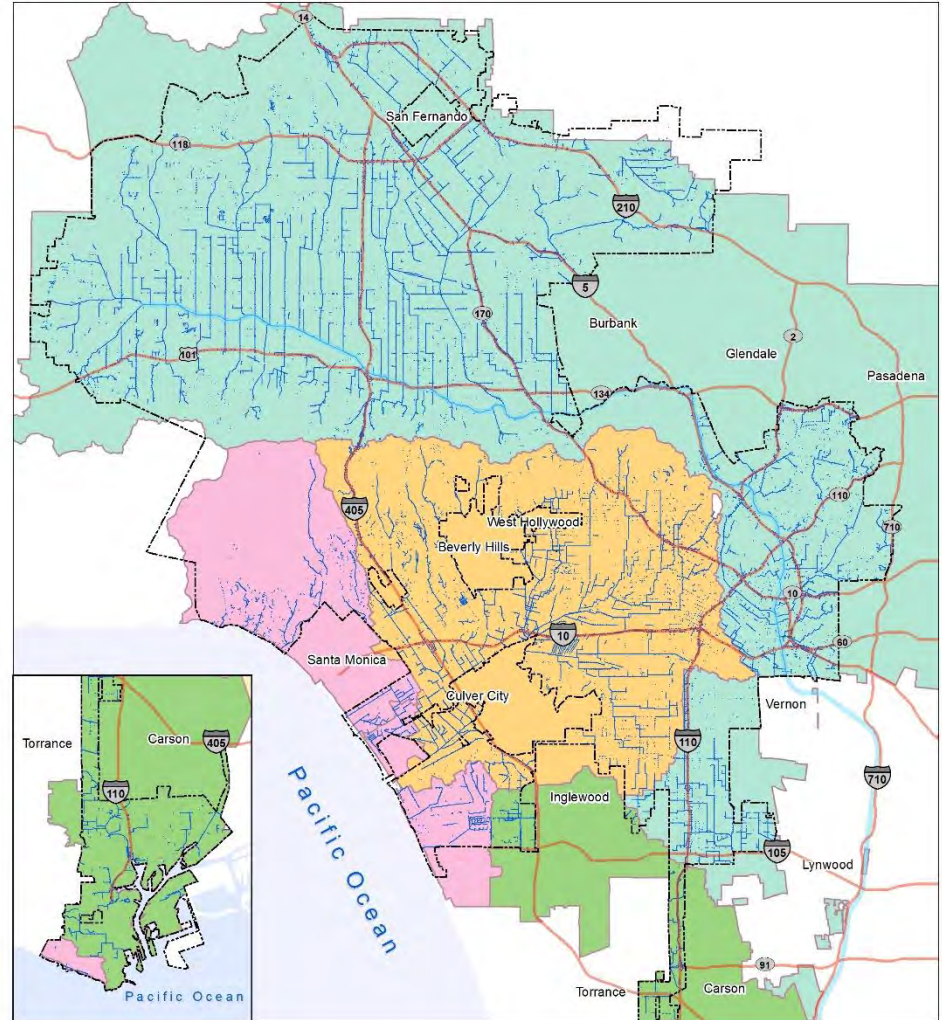 14
San Fernando
118
210
5
170
Burbank
2
Glendale
101
Pasadena
134
110
405
West Hollywood
710
Beverly Hills
10
10
60
Santa Monica
Culver City
Vernon
110
Torrance
Carson
405
710
110
Inglewood
105
Lynwood
Pacific Ocean
91
Torrance
Carson
Pacific Ocean